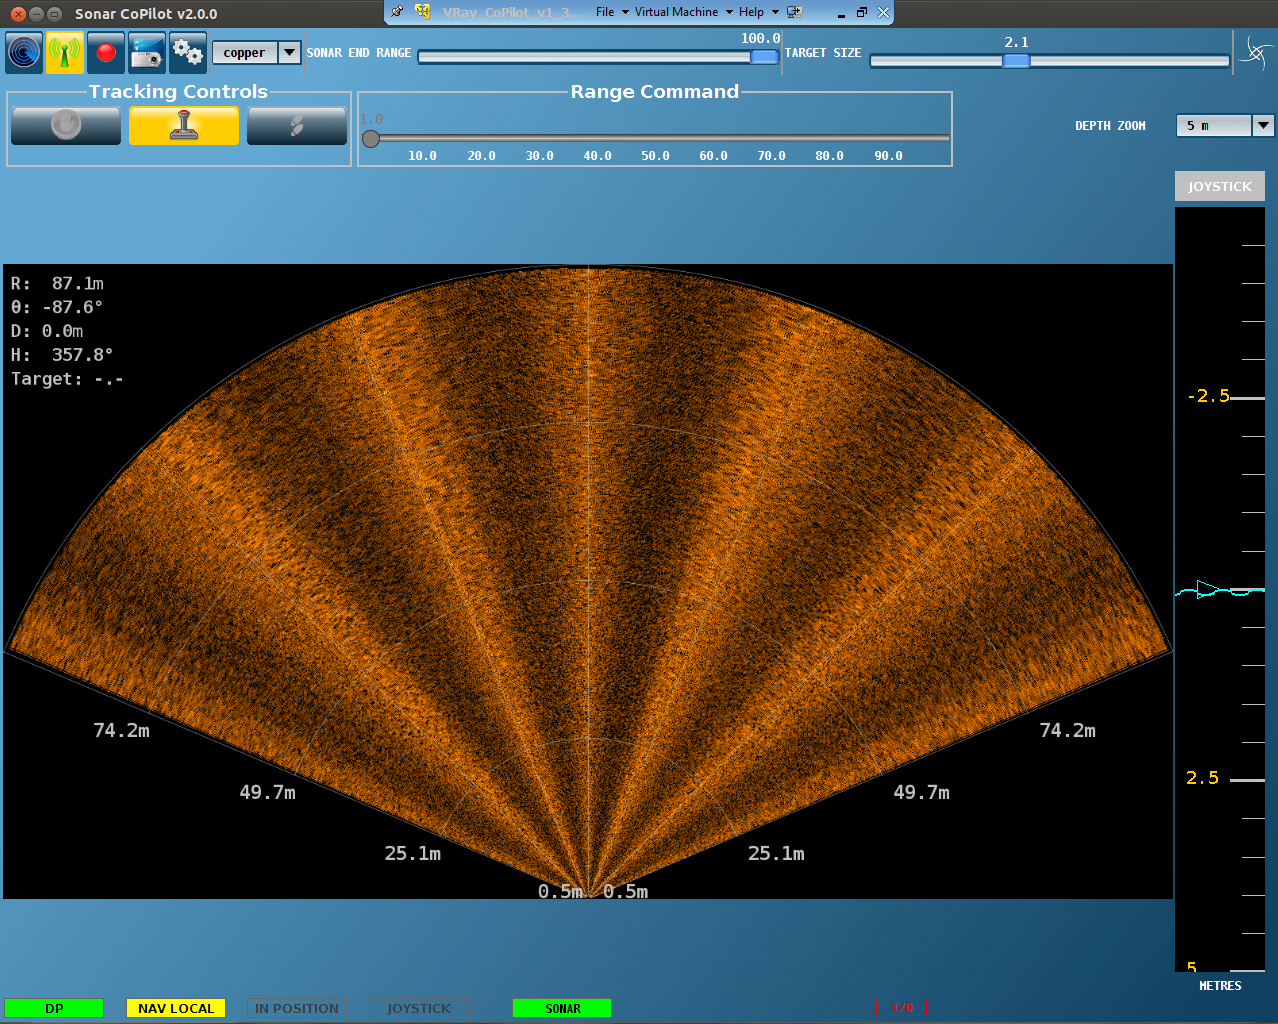 Sonar CoPilot v2.0.0
VRay_CoPilot_v1_3... File Virtual Machine Help
copper SONAR END RANGE 100.0 TARGET SIZE 2.1
Tracking Controls
Range Command
1.0
10.0 20.0 30.0 40.0 50.0 60.0 70.0 80.0 90.0
DEPTH ZOOM 5 m
JOYSTICK
R: 87.1m
θ: -87.6°
D: 0.0m
H: 357.8°
Target: -.-
-2.5
2.5
5
METRES
74.2m 74.2m
49.7m 49.7m
25.1m 25.1m
0.5m 0.5m
DP NAV LOCAL IN POSITION JOYSTICK SONAR